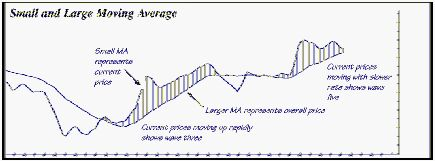 Small and Large Moving Average
Small MA
represents
current
price
Current prices
moving with slower
rate shows wave
five
Larger MA represents overall price
Current prices moving up rapidly
shows wave three